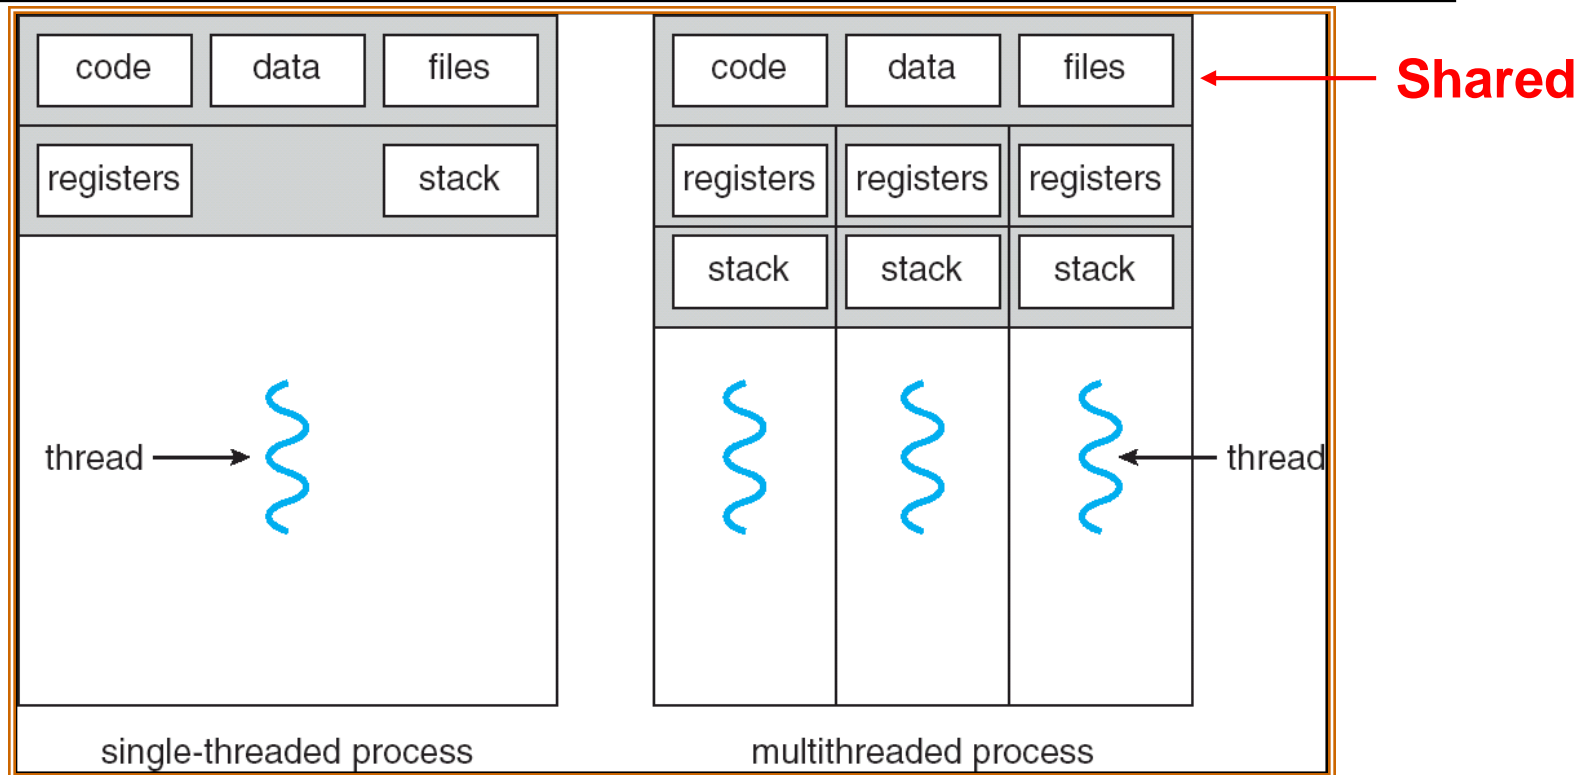 code data files
registers stack
thread
single-threaded process
code data files
Shared
registers registers registers
stack stack stack
thread
multithreaded process